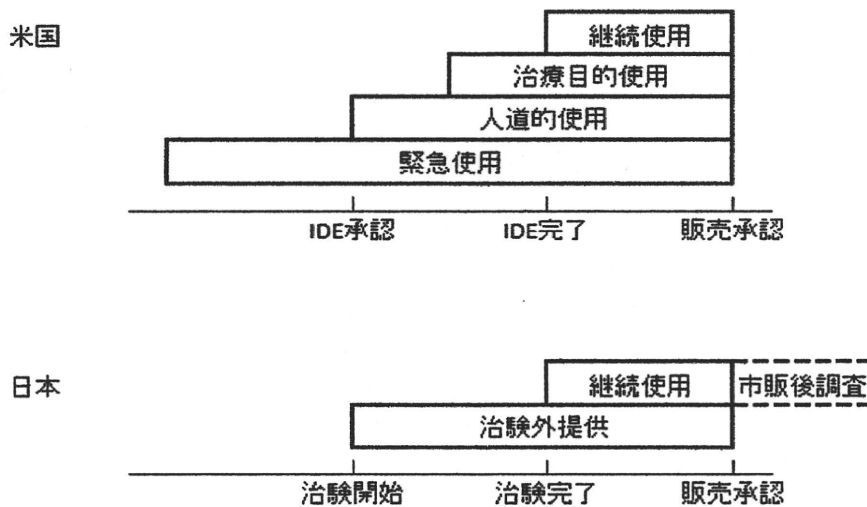 米国
継続使用
治療目的使用
人道的使用
緊急使用
IDE承認 IDE完了 販売承認
日本
継続使用 市販後調査
治験外提供
治験開始 治験完了 販売承認